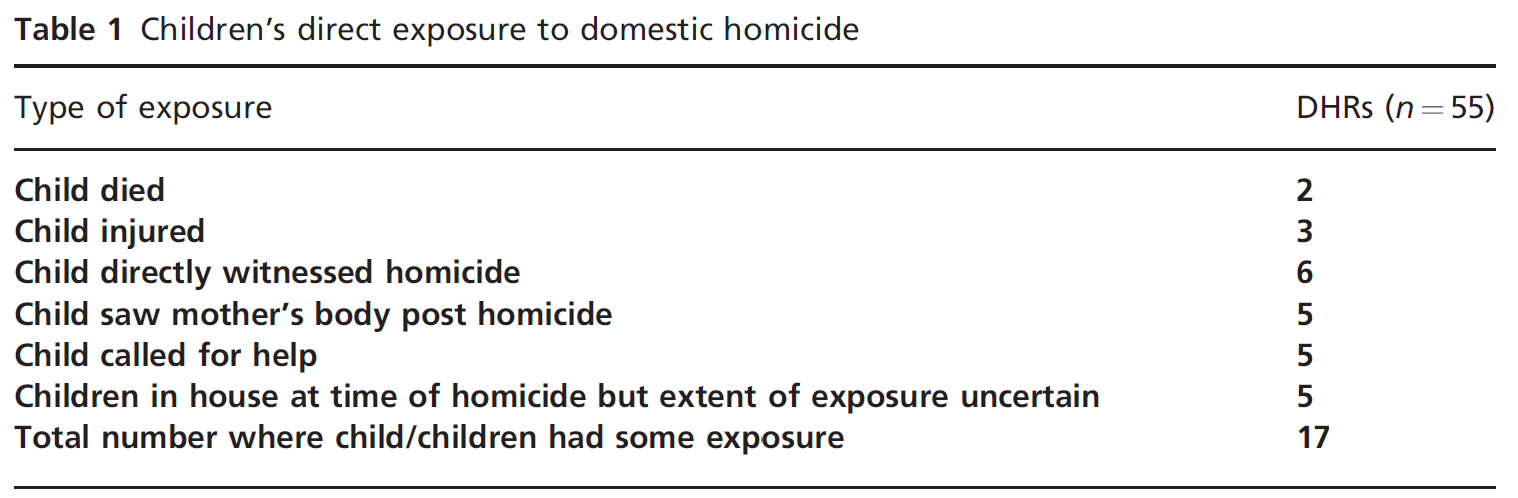 Table 1 Children’s direct exposure to domestic homicide
Type of exposure DHRs (n = 55)
Child died 2
Child injured 3
Child directly witnessed homicide 6
Child saw mother’s body post homicide 5
Child called for help 5
Children in house at time of homicide but extent of exposure uncertain 5
Total number where child/children had some exposure 17